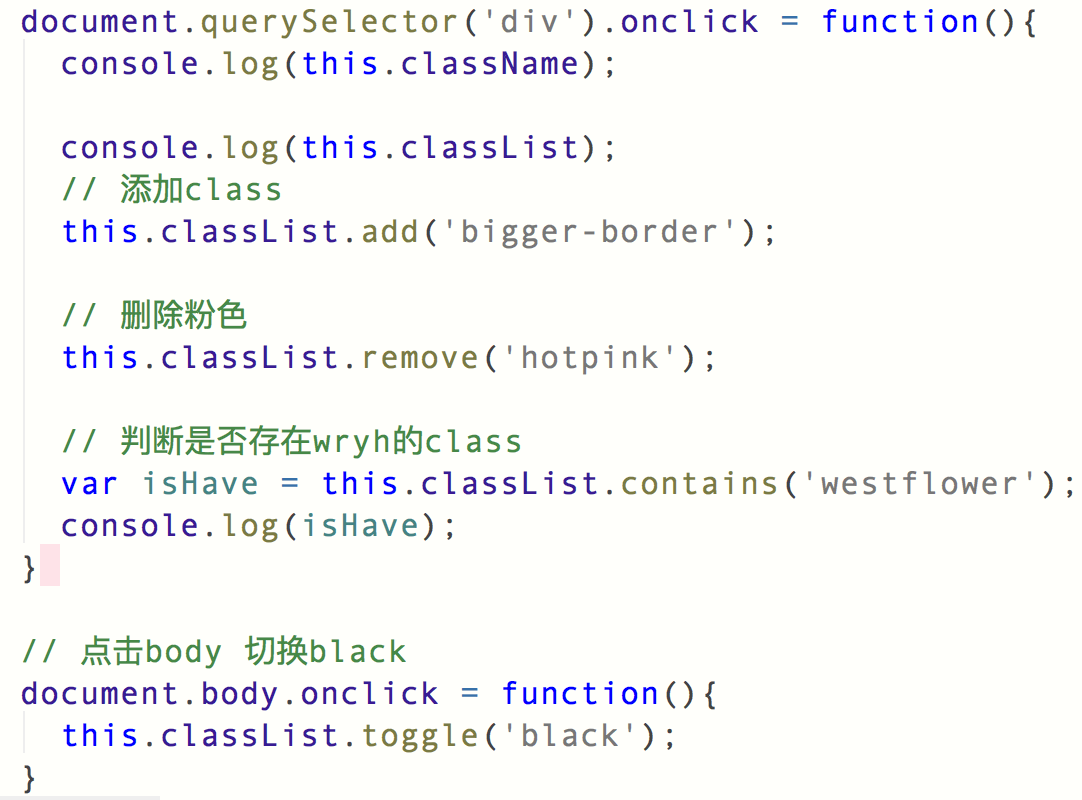 document.querySelector('div').onclick = function(){
console.log(this.className);
console.log(this.classList);
// 添加class
this.classList.add('bigger-border');
// 删除粉色
this.classList.remove('hotpink');
// 判断是否存在wryh的class
var isHave = this.classList.contains('westflower');
console.log(isHave);
}
// 点击body 切换black
document.body.onclick = function(){
this.classList.toggle('black');
}